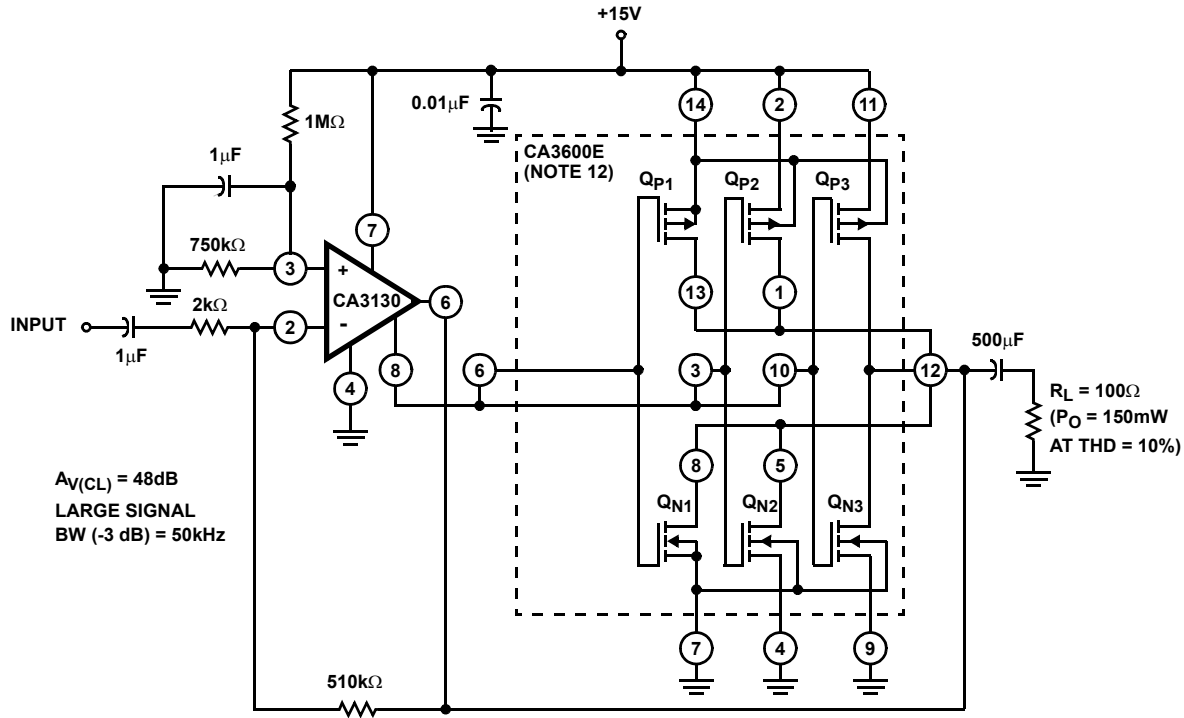 +15V
0.01μF
14
2
11
1MΩ
CA3600E
(NOTE 12)
1μF
QP1
QP2
QP3
7
750kΩ
3
+
CA3130
6
13
1
2kΩ
INPUT
2
-
1μF
500μF
8
6
3
10
12
4
RL = 100Ω
(PO = 150mW
AT THD = 10%)
8
5
AV(CL) = 48dB
LARGE SIGNAL
BW (-3 dB) = 50kHz
QN1
QN2
QN3
7
4
9
510kΩ